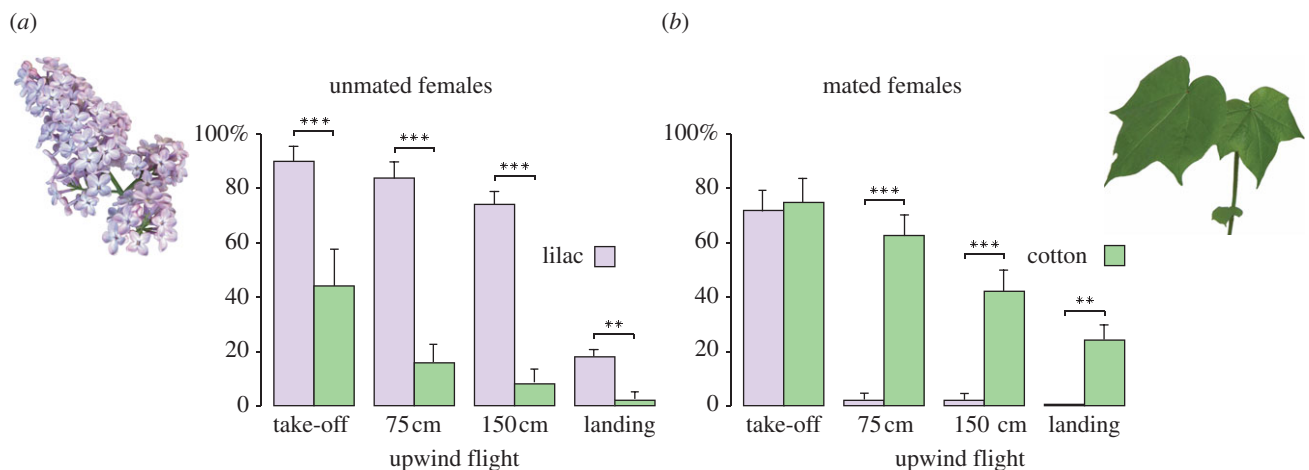 (a)
unmated females
100%
80
60
40
20
0
***
***
***
**
lilac
take-off
75 cm
150 cm
landing
upwind flight
(b)
mated females
100%
80
60
40
20
0
***
***
**
cotton
take-off
75 cm
150 cm
landing
upwind flight